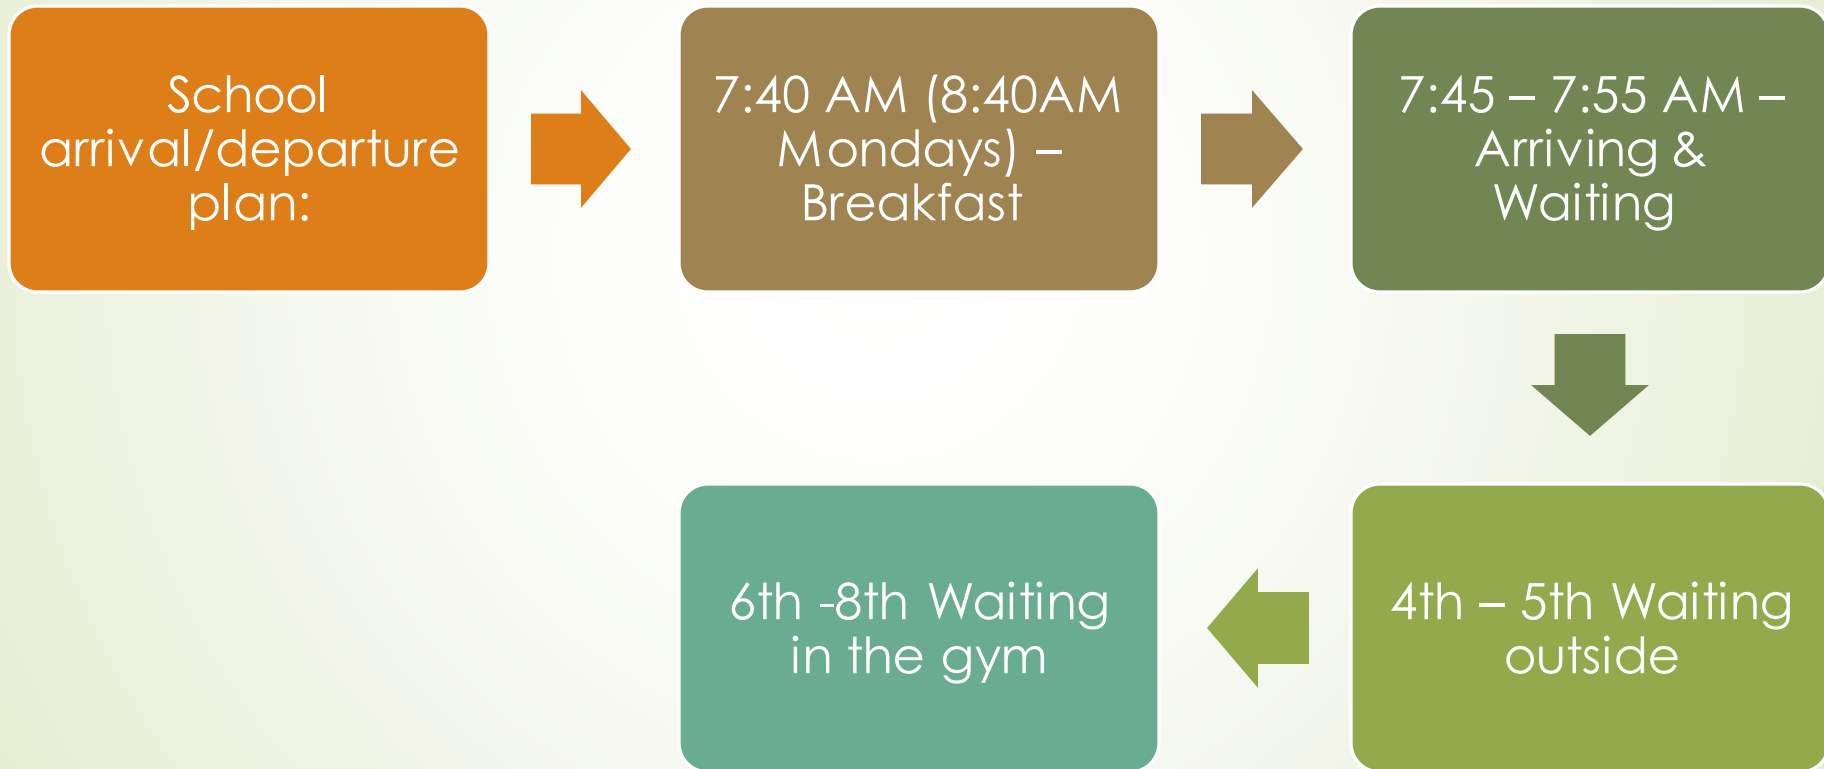 School
arrival/departure
plan:
7:40 AM (8:40AM
Mondays) –
Breakfast
7:45 – 7:55 AM –
Arriving &
Waiting
4th – 5th Waiting
outside
6th -8th Waiting
in the gym